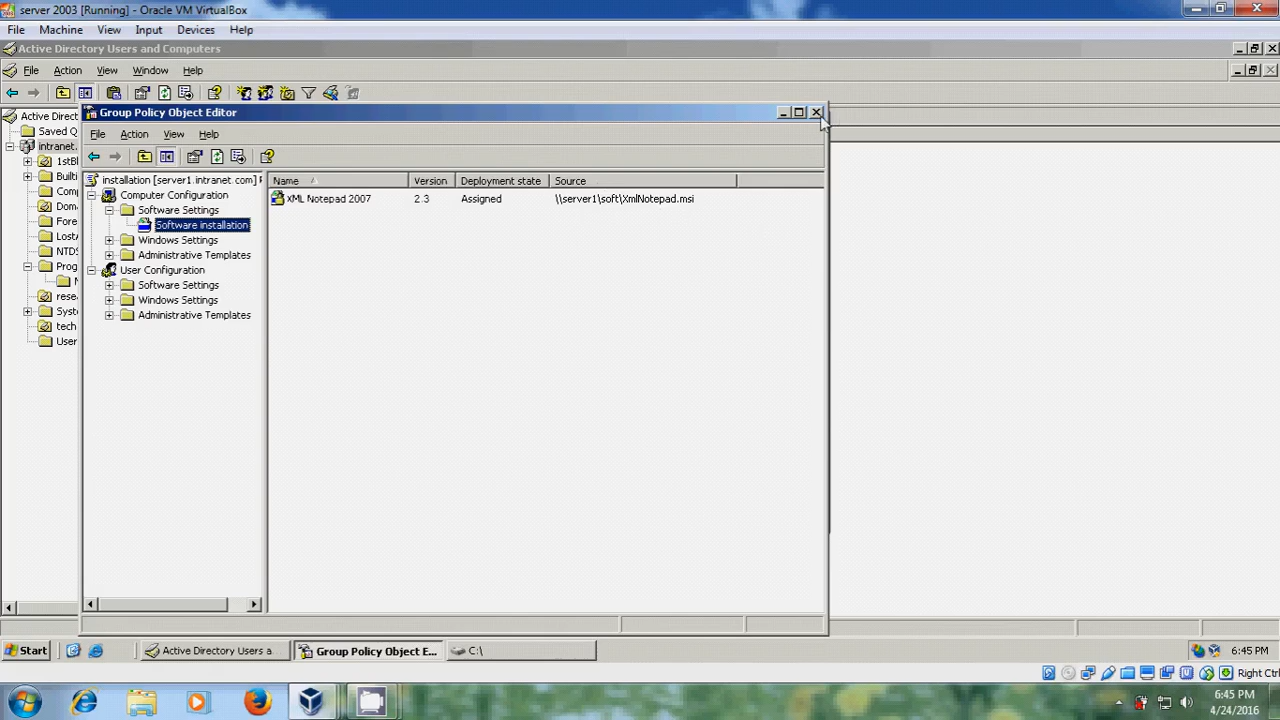 server 2003 [Running] - Oracle VM VirtualBox
File Machine View Input Devices Help
Active Directory Users and Computers
File Action View Window Help
Active Direct
Saved Q
intranet.
1stBl
Built
Com
Dom
Fore
Lost
NTDS
Prog
rese
Syst
tech
User
Group Policy Object Editor
File Action View Help
installation [server1.intranet.com]
Computer Configuration
Software Settings
Software installation
Windows Settings
Administrative Templates
User Configuration
Software Settings
Windows Settings
Administrative Templates
Name Version Deployment state Source
XML Notepad 2007 2.3 Assigned \\server1\soft\XmlNotepad.msi
Start Active Directory Users a... Group Policy Object E... C:\ 6:45 PM
Right Ctrl
6:45 PM
4/24/2016